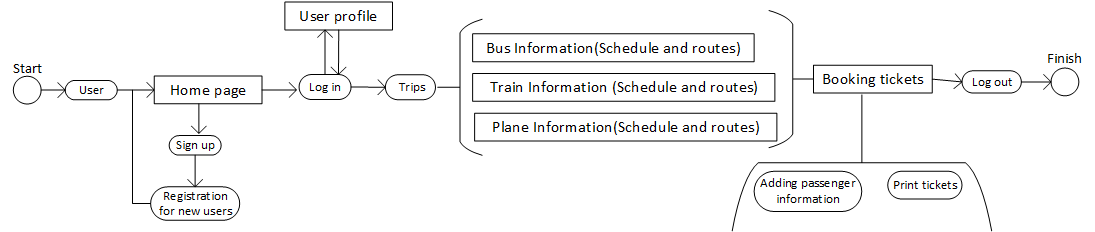 Start
User
Home page
Sign up
Registration
for new users
User profile
Log in
Trips
Bus Information(Schedule and routes)
Train Information (Schedule and routes)
Plane Information(Schedule and routes)
Booking tickets
Adding passenger
information
Print tickets
Log out
Finish